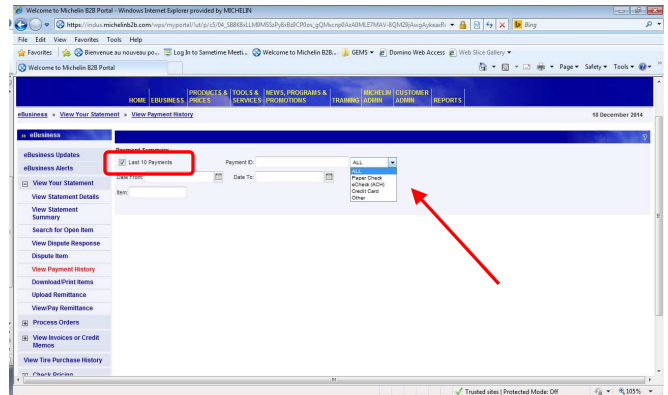 Welcome to Michelin B2B Portal - Windows Internet Explorer provided by MICHELIN
Bing
File Edit View Favorites Tools Help
Favorites Bienvenue au nouveau po... Log In to Sametime Meeti... Welcome to Michelin B2B... GEMS Domino Web Access Web Slice Gallery
Welcome to Michelin B2B Portal Page Safety Tools
HOME EBUSINESS PRODUCTS & PRICES TOOLS & SERVICES NEWS, PROGRAMS & PROMOTIONS TRAINING MICHELIN ADMIN CUSTOMER ADMIN REPORTS
eBusiness » View Your Statement » View Payment History 18 December 2014
» eBusiness
Payment Summary
eBusiness Updates
Last 10 Payments Payment ID: ALL
eBusiness Alerts
ALL
Paper Check
eCheck (ACH)
Credit Card
Other
Date From: Date To:
Item:
View Your Statement
View Statement Details
View Statement
Summary
Search for Open Item
View Dispute Response
Dispute Item
View Payment History
Download/Print Items
Upload Remittance
View/Pay Remittance
Process Orders
View Invoices or Credit
Memos
View Tire Purchase History
Check Pricing
Trusted sites | Protected Mode: Off 105%